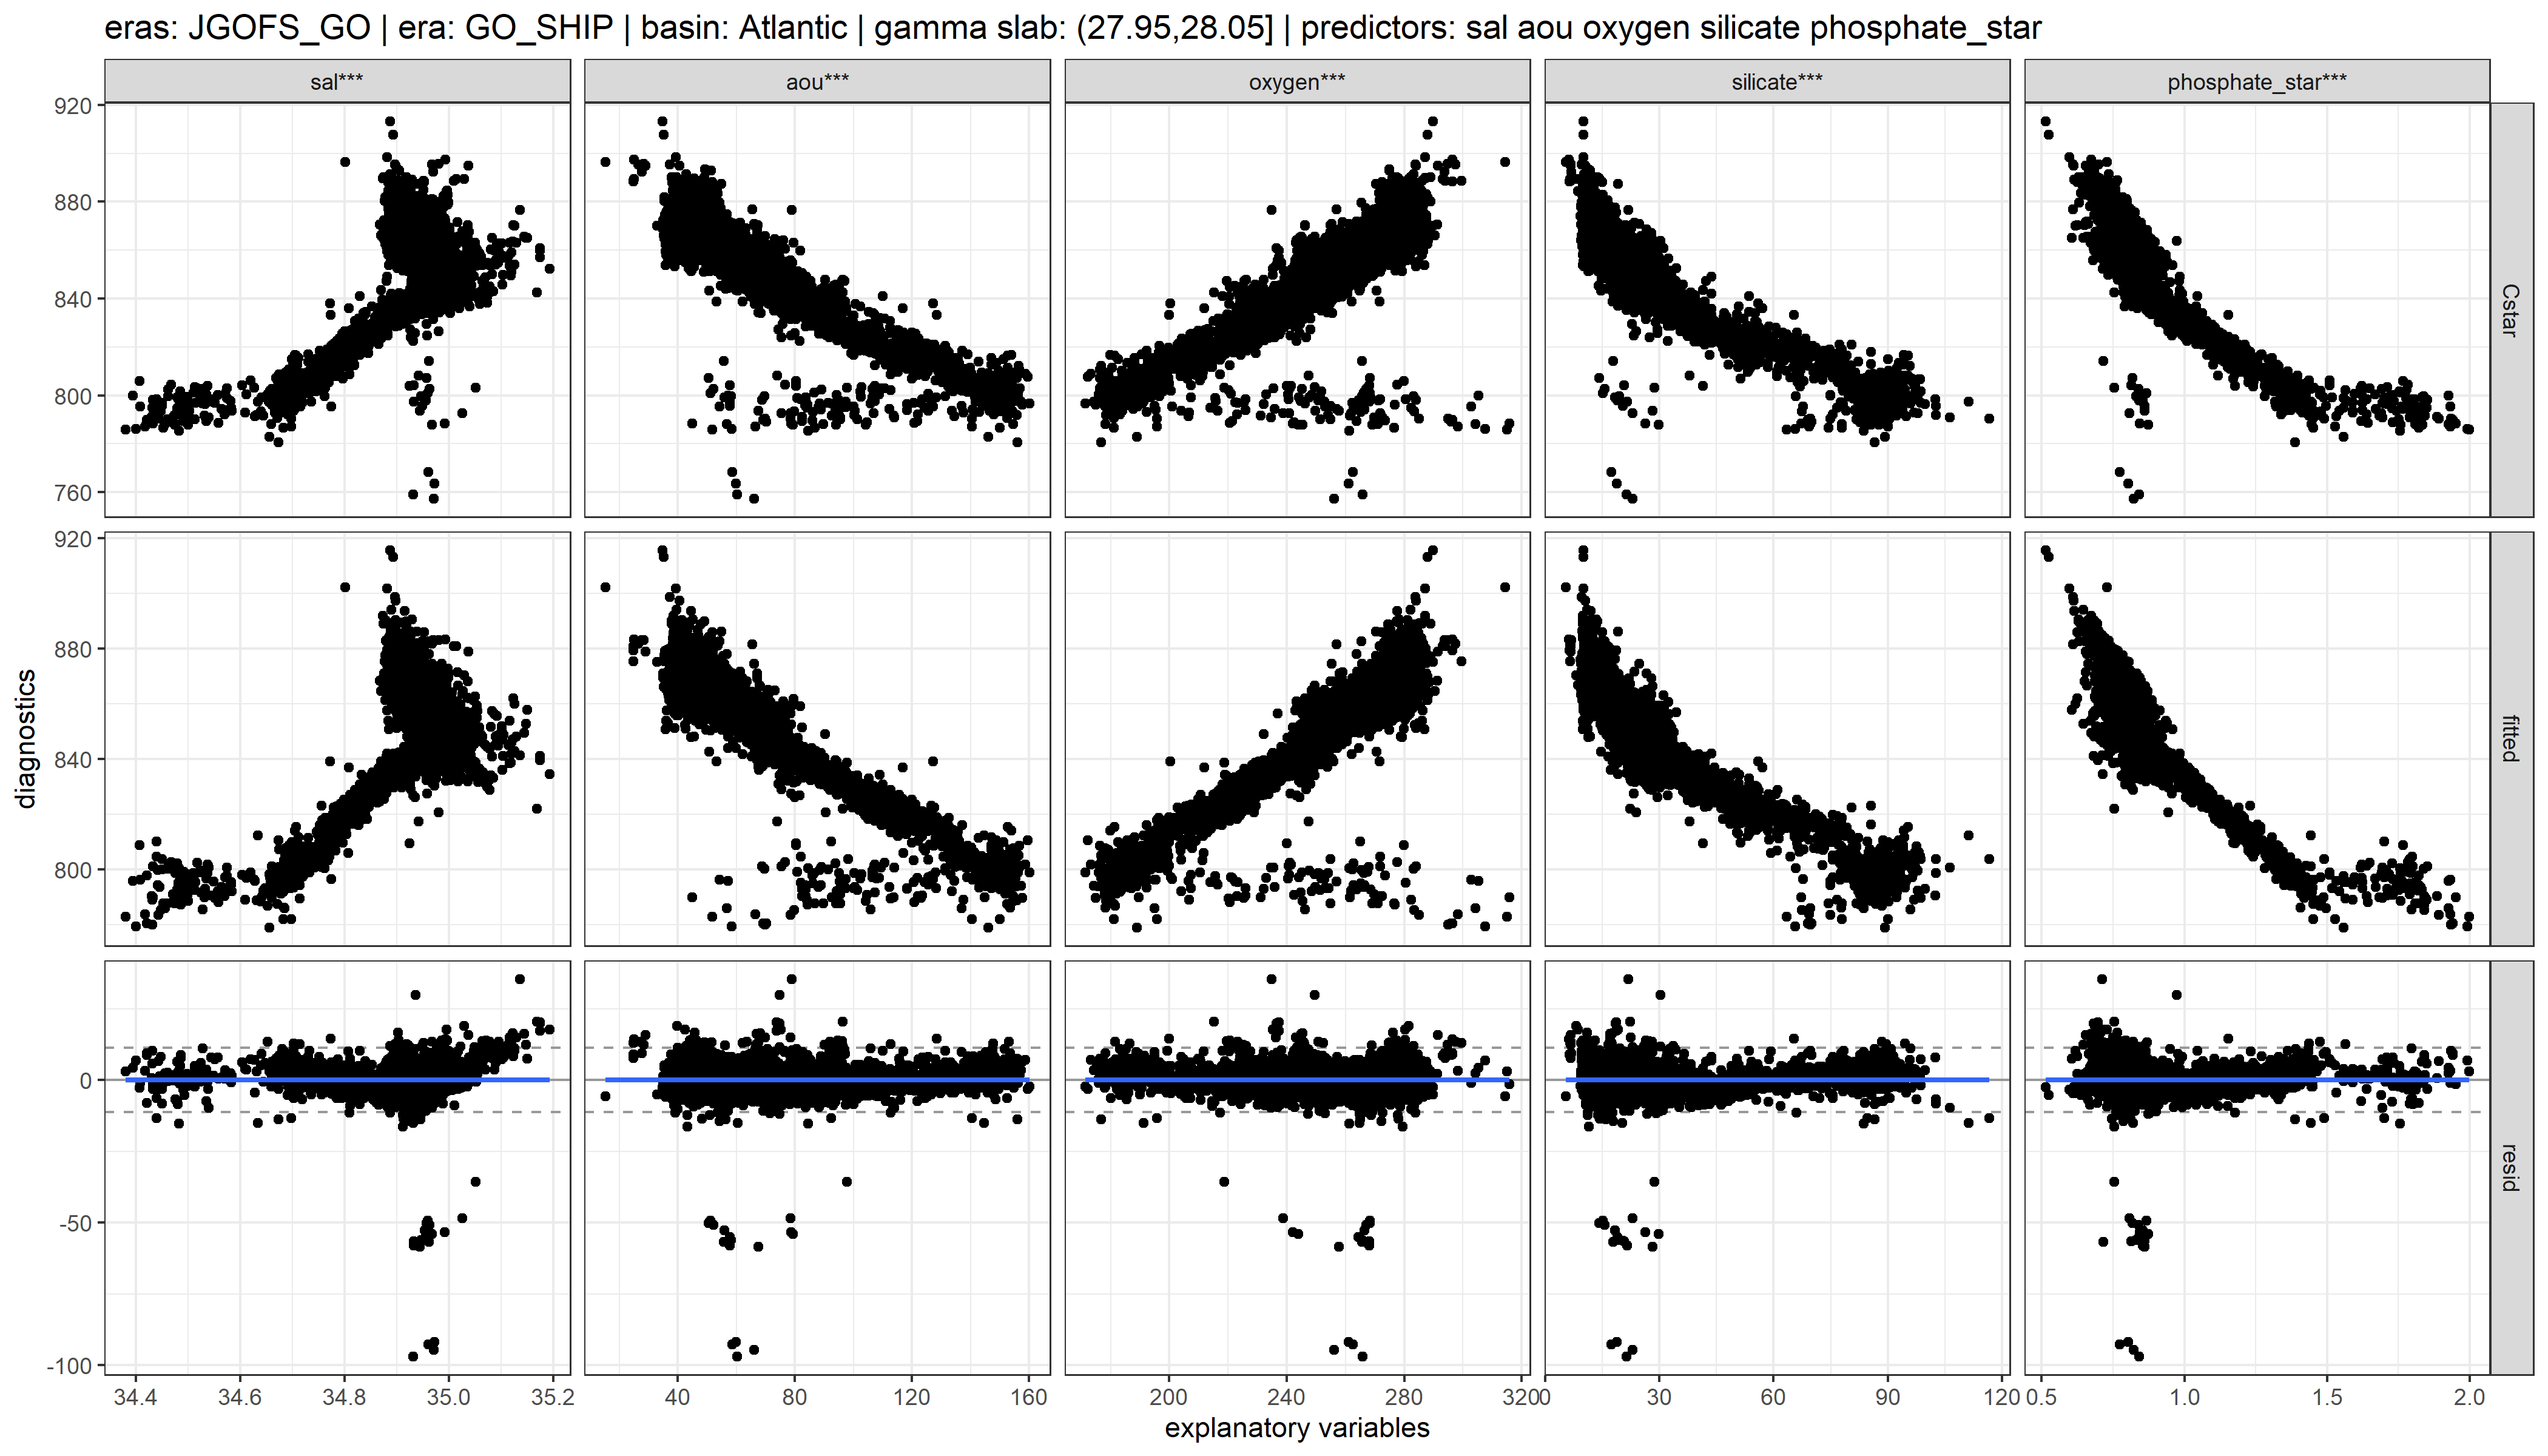 eras: JGOFS_GO | era: GO_SHIP | basin: Atlantic | gamma slab: (27.95,28.05] | predictors: sal aou oxygen silicate phosphate_star
sal*** aou*** oxygen*** silicate*** phosphate_star***
920
880
840
800
760
Cstar
920
880
840
800
fitted
diagnostics
0
-50
-100
resid
34.4 34.6 34.8 35.0 35.2 40 80 120 160 200 240 280 320 0 30 60 90 120 0.5 1.0 1.5 2.0
explanatory variables